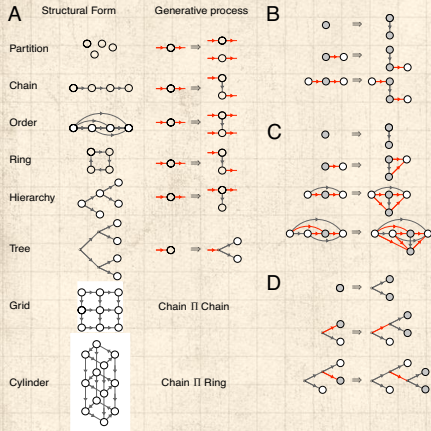 A
Structural Form
Generative process
B
Partition
Chain
Order
C
Ring
Hierarchy
Tree
D
Grid
Chain Π Chain
Cylinder
Chain Π Ring